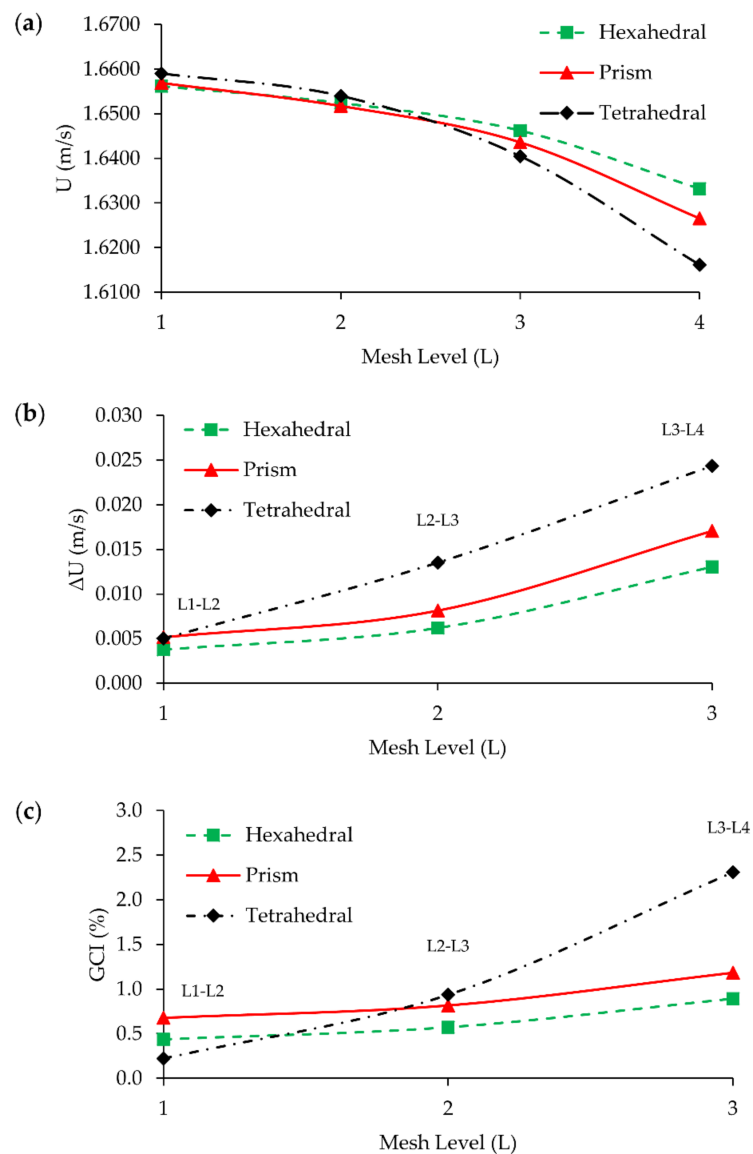 (a)
1.6700
1.6600
1.6500
1.6400
1.6300
1.6200
1.6100
U (m/s)
Hexahedral
Prism
Tetrahedral
1 2 3 4
Mesh Level (L)
(b)
0.030
0.025
0.020
0.015
0.010
0.005
0.000
ΔU (m/s)
Hexahedral
Prism
Tetrahedral
L1-L2
L2-L3
L3-L4
1 2 3
Mesh Level (L)
(c)
3.0
2.5
2.0
1.5
1.0
0.5
0.0
GCI (%)
Hexahedral
Prism
Tetrahedral
L1-L2
L2-L3
L3-L4
1 2 3
Mesh Level (L)